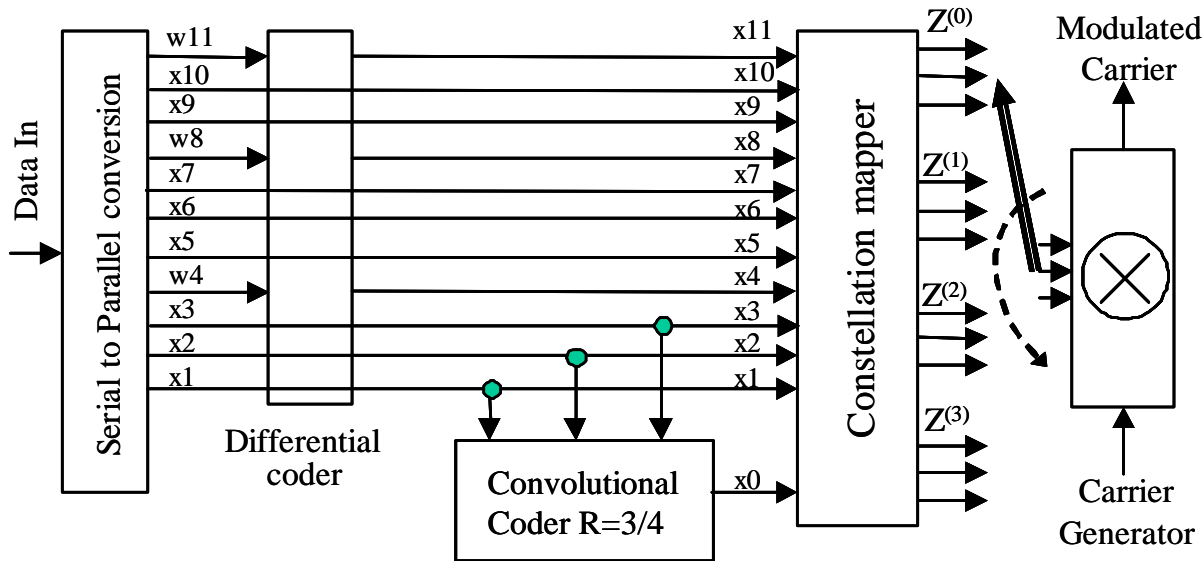 Data In
Serial to Parallel conversion
w11
x10
x9
w8
x7
x6
x5
w4
x3
x2
x1
Differential
coder
Convolutional
Coder R=3/4
x11
x10
x9
x8
x7
x6
x5
x4
x3
x2
x1
x0
Constellation mapper
Z(0)
Z(1)
Z(2)
Z(3)
Modulated
Carrier
Carrier
Generator